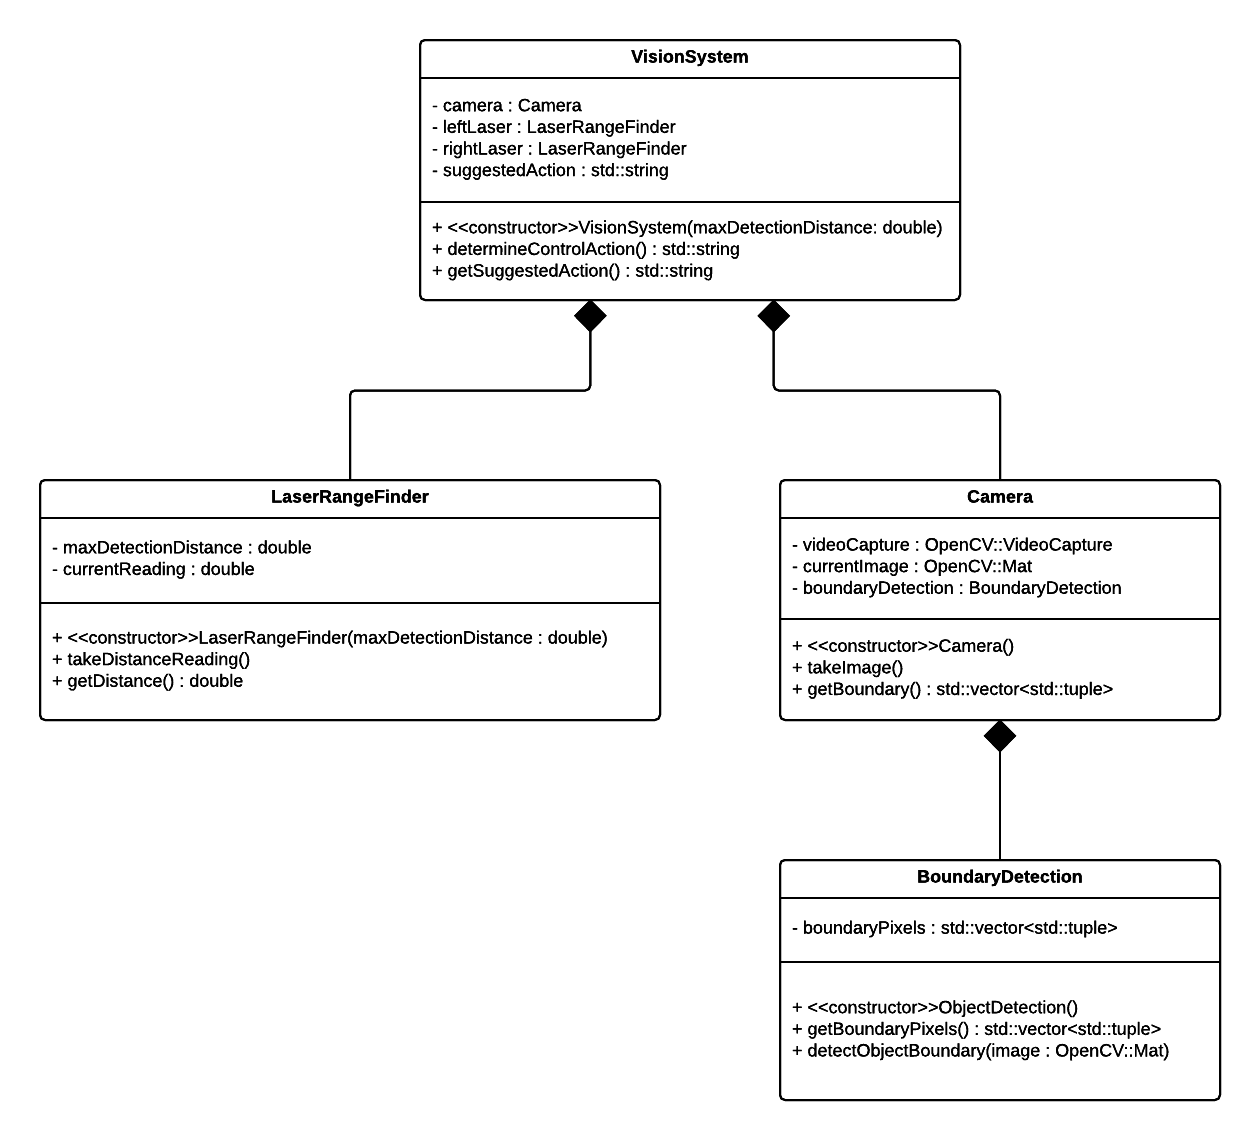 VisionSystem
- camera : Camera
- leftLaser : LaserRangeFinder
- rightLaser : LaserRangeFinder
- suggestedAction : std::string
+ <<constructor>>VisionSystem(maxDetectionDistance: double)
+ determineControlAction() : std::string
+ getSuggestedAction() : std::string
LaserRangeFinder
- maxDetectionDistance : double
- currentReading : double
+ <<constructor>>LaserRangeFinder(maxDetectionDistance : double)
+ takeDistanceReading()
+ getDistance() : double
Camera
- videoCapture : OpenCV::VideoCapture
- currentImage : OpenCV::Mat
- boundaryDetection : BoundaryDetection
+ <<constructor>>Camera()
+ takeImage()
+ getBoundary() : std::vector<std::tuple>
BoundaryDetection
- boundaryPixels : std::vector<std::tuple>
+ <<constructor>>ObjectDetection()
+ getBoundaryPixels() : std::vector<std::tuple>
+ detectObjectBoundary(image : OpenCV::Mat)